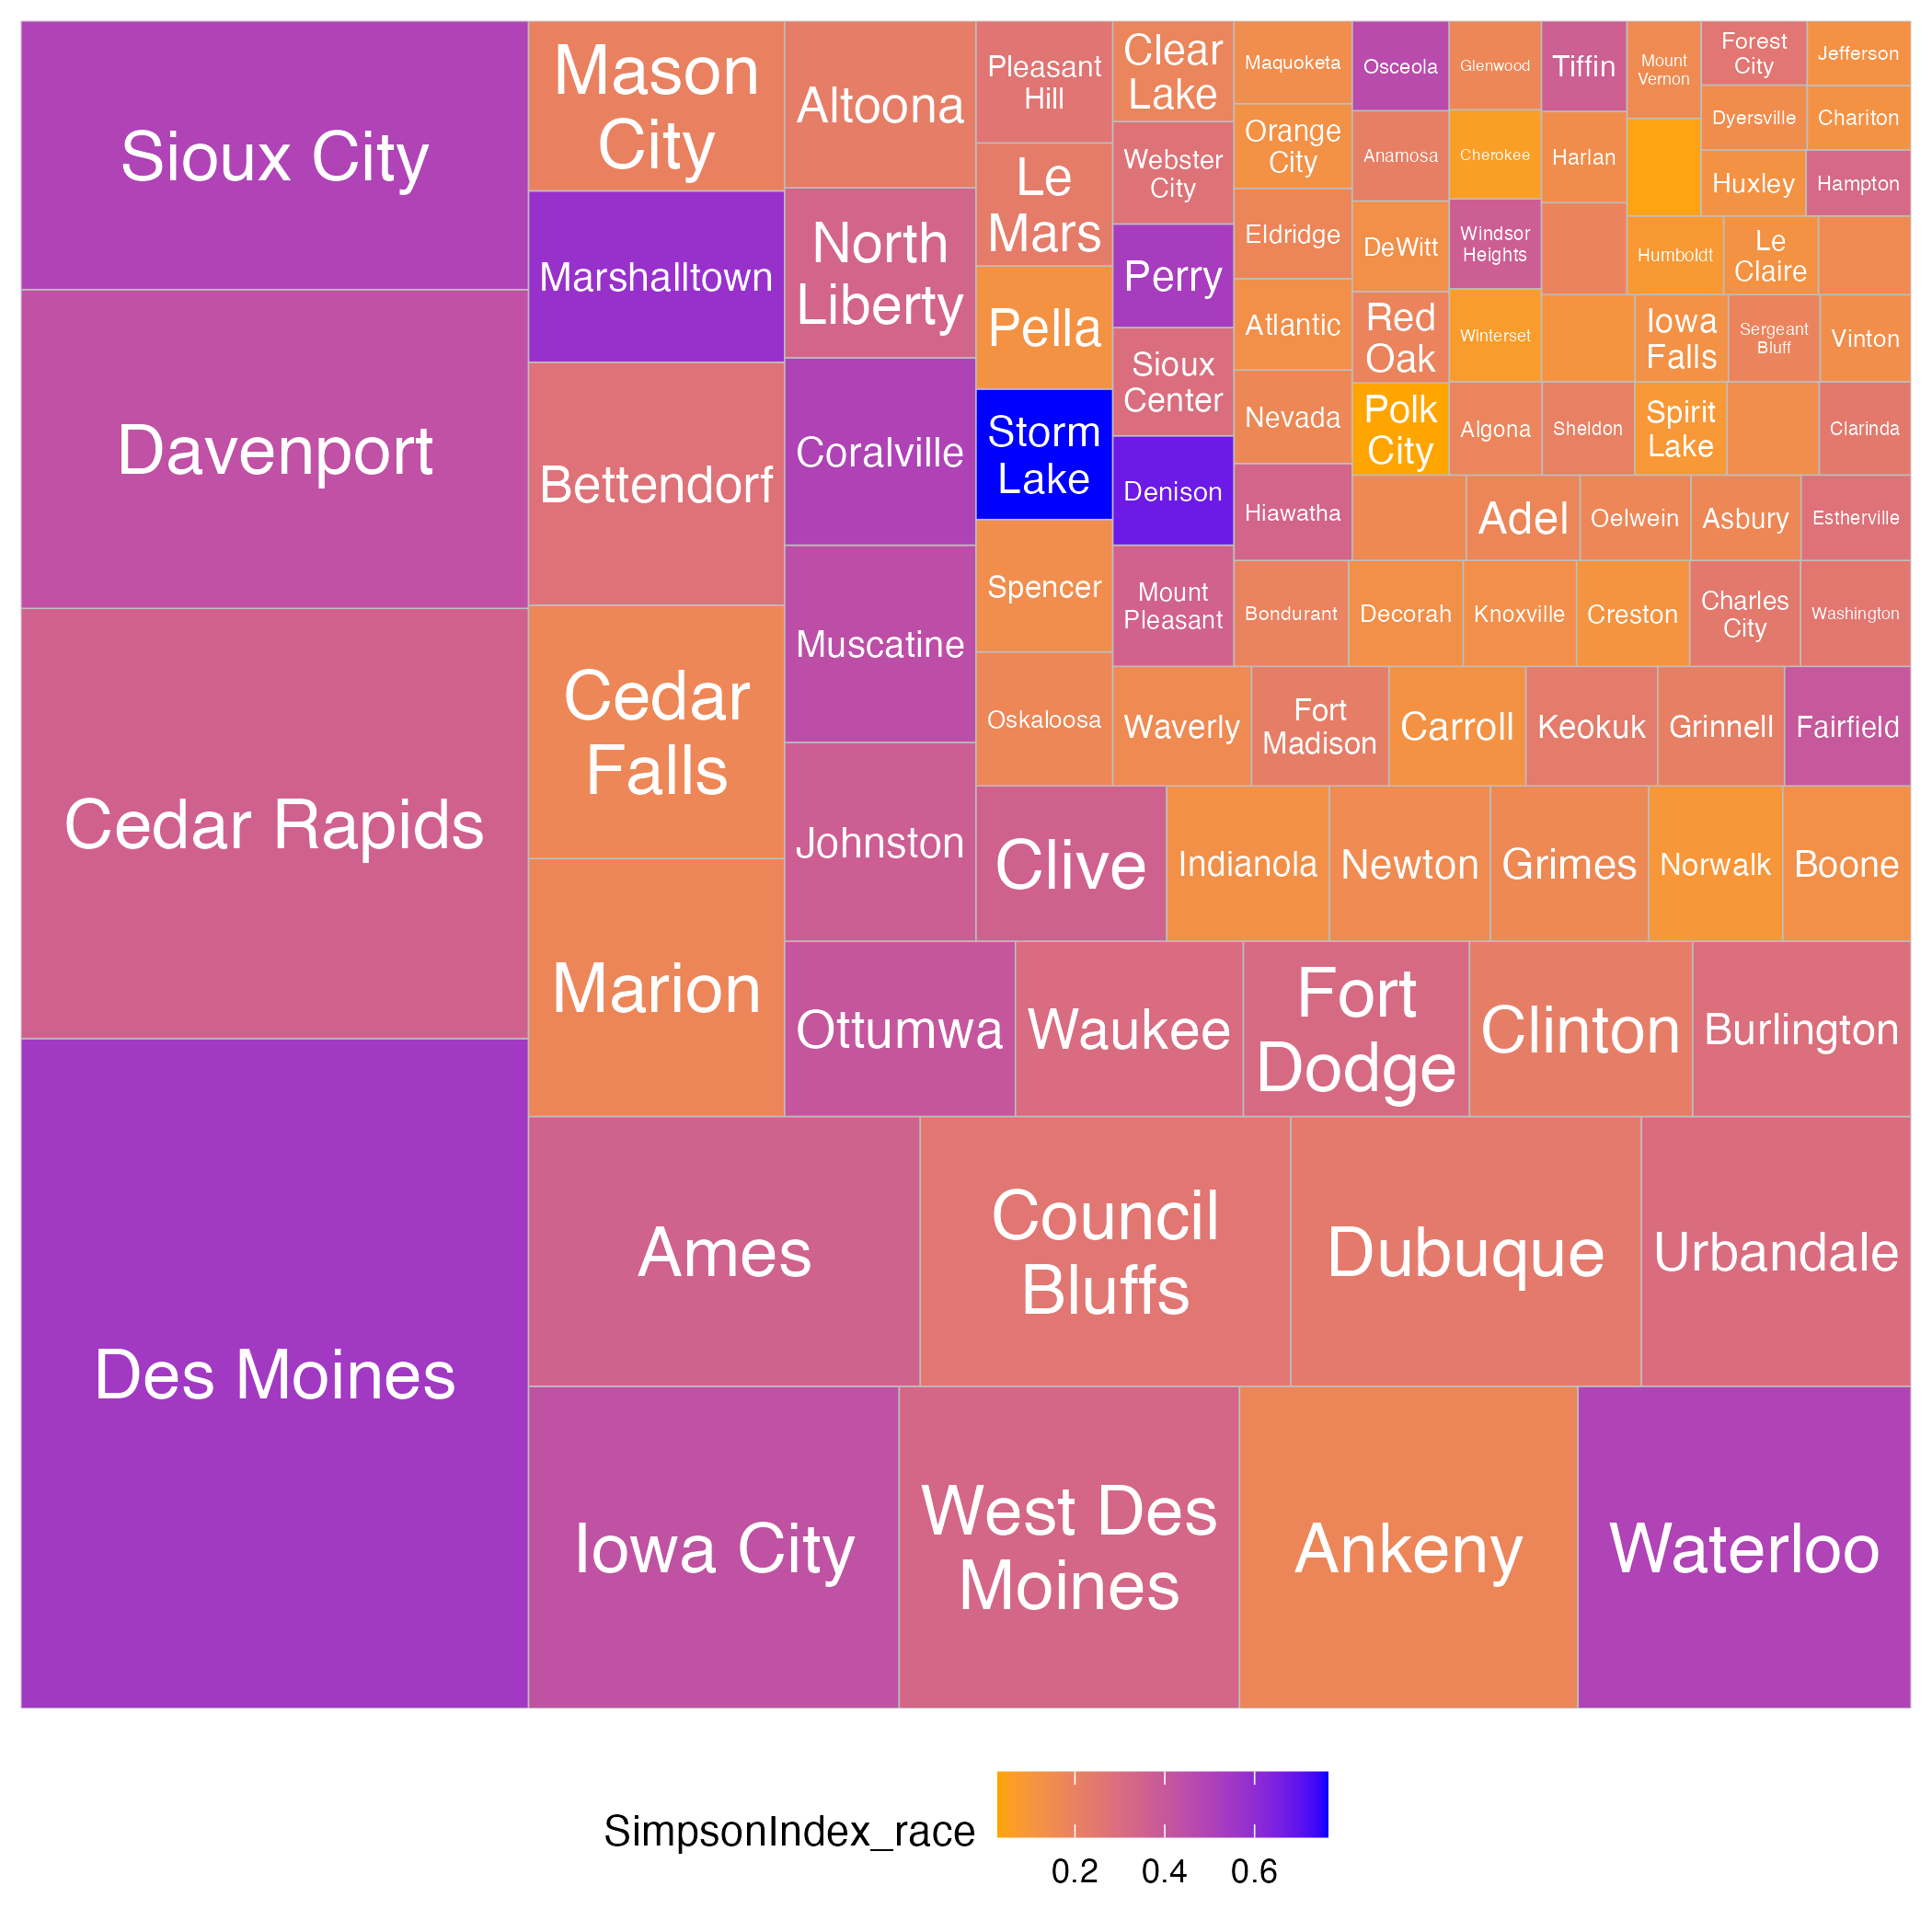 Sioux City
Davenport
Cedar Rapids
Des Moines
Mason
City
Marshalltown
Bettendorf
Cedar
Falls
Marion
Altoona
North
Liberty
Coralville
Muscatine
Johnston
Pleasant
Hill
Le
Mars
Pella
Storm
Lake
Spencer
Oskaloosa
Clear
Lake
Webster
City
Perry
Sioux
Center
Denison
Mount
Pleasant
Maquoketa
Orange
City
Eldridge
Atlantic
Nevada
Hiawatha
Osceola
Anamosa
DeWitt
Red
Oak
Polk
City
Glenwood
Cherokee
Windsor
Heights
Winterset
Algona
Tiffin
Harlan
Sheldon
Mount
Vernon
Forest
City
Jefferson
Dyersville
Chariton
Huxley
Hampton
Humboldt
Le
Claire
Iowa
Falls
Sergeant
Bluff
Vinton
Spirit
Lake
Clarinda
Adel
Oelwein
Asbury
Estherville
Bondurant
Decorah
Knoxville
Creston
Charles
City
Washington
Waverly
Fort
Madison
Carroll
Keokuk
Grinnell
Fairfield
Clive
Indianola
Newton
Grimes
Norwalk
Boone
Ottumwa
Waukee
Fort
Dodge
Clinton
Burlington
Ames
Council
Bluffs
Dubuque
Urbandale
Iowa City
West Des
Moines
Ankeny
Waterloo
SimpsonIndex_race
0.2 0.4 0.6